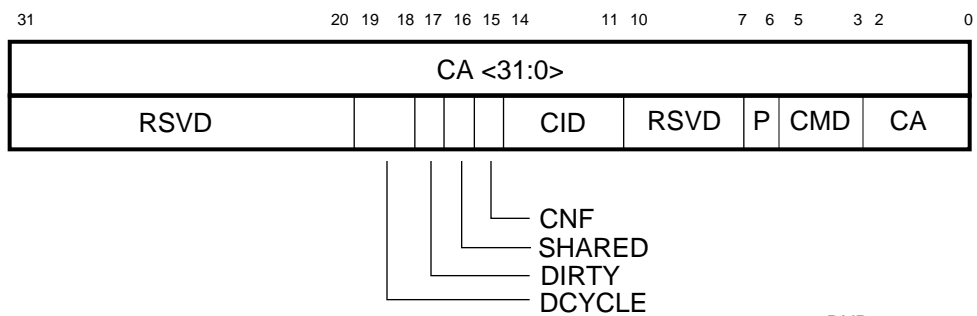 31 20 19 18 17 16 15 14 11 10 7 6 5 3 2 0
CA <31:0>
RSVD CID RSVD P CMD CA
CNF
SHARED
DIRTY
DCYCLE